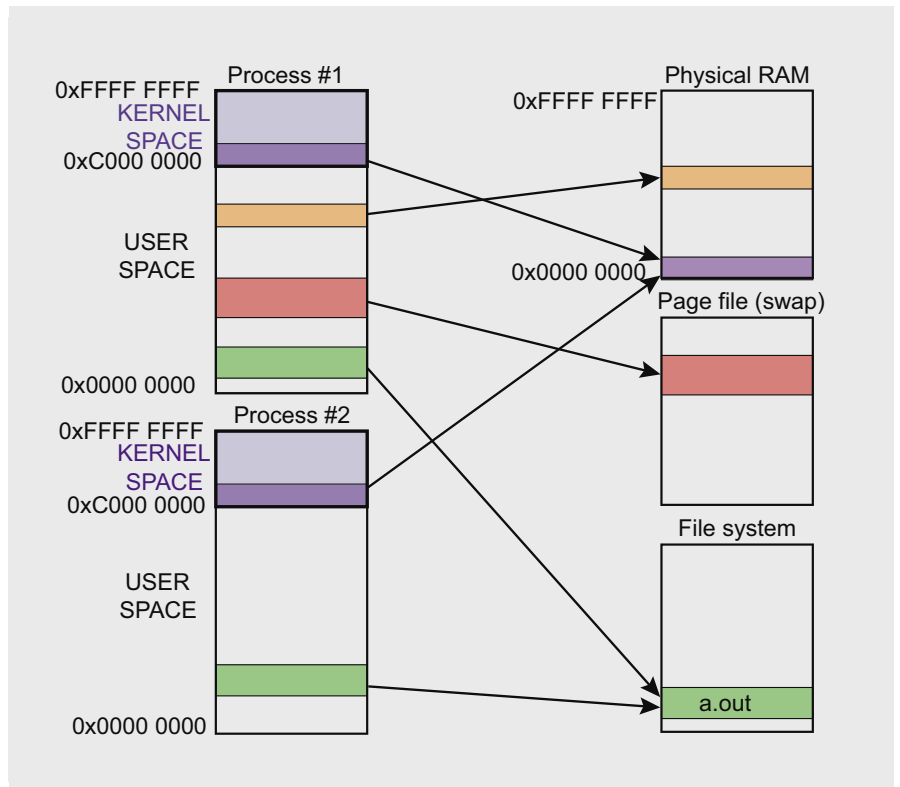 Process #1
0xFFFF FFFF
KERNEL
SPACE
0xC000 0000
USER
SPACE
0x0000 0000
Process #2
0xFFFF FFFF
KERNEL
SPACE
0xC000 0000
USER
SPACE
0x0000 0000
Physical RAM
0xFFFF FFFF
0x0000 0000
Page file (swap)
File system
a.out